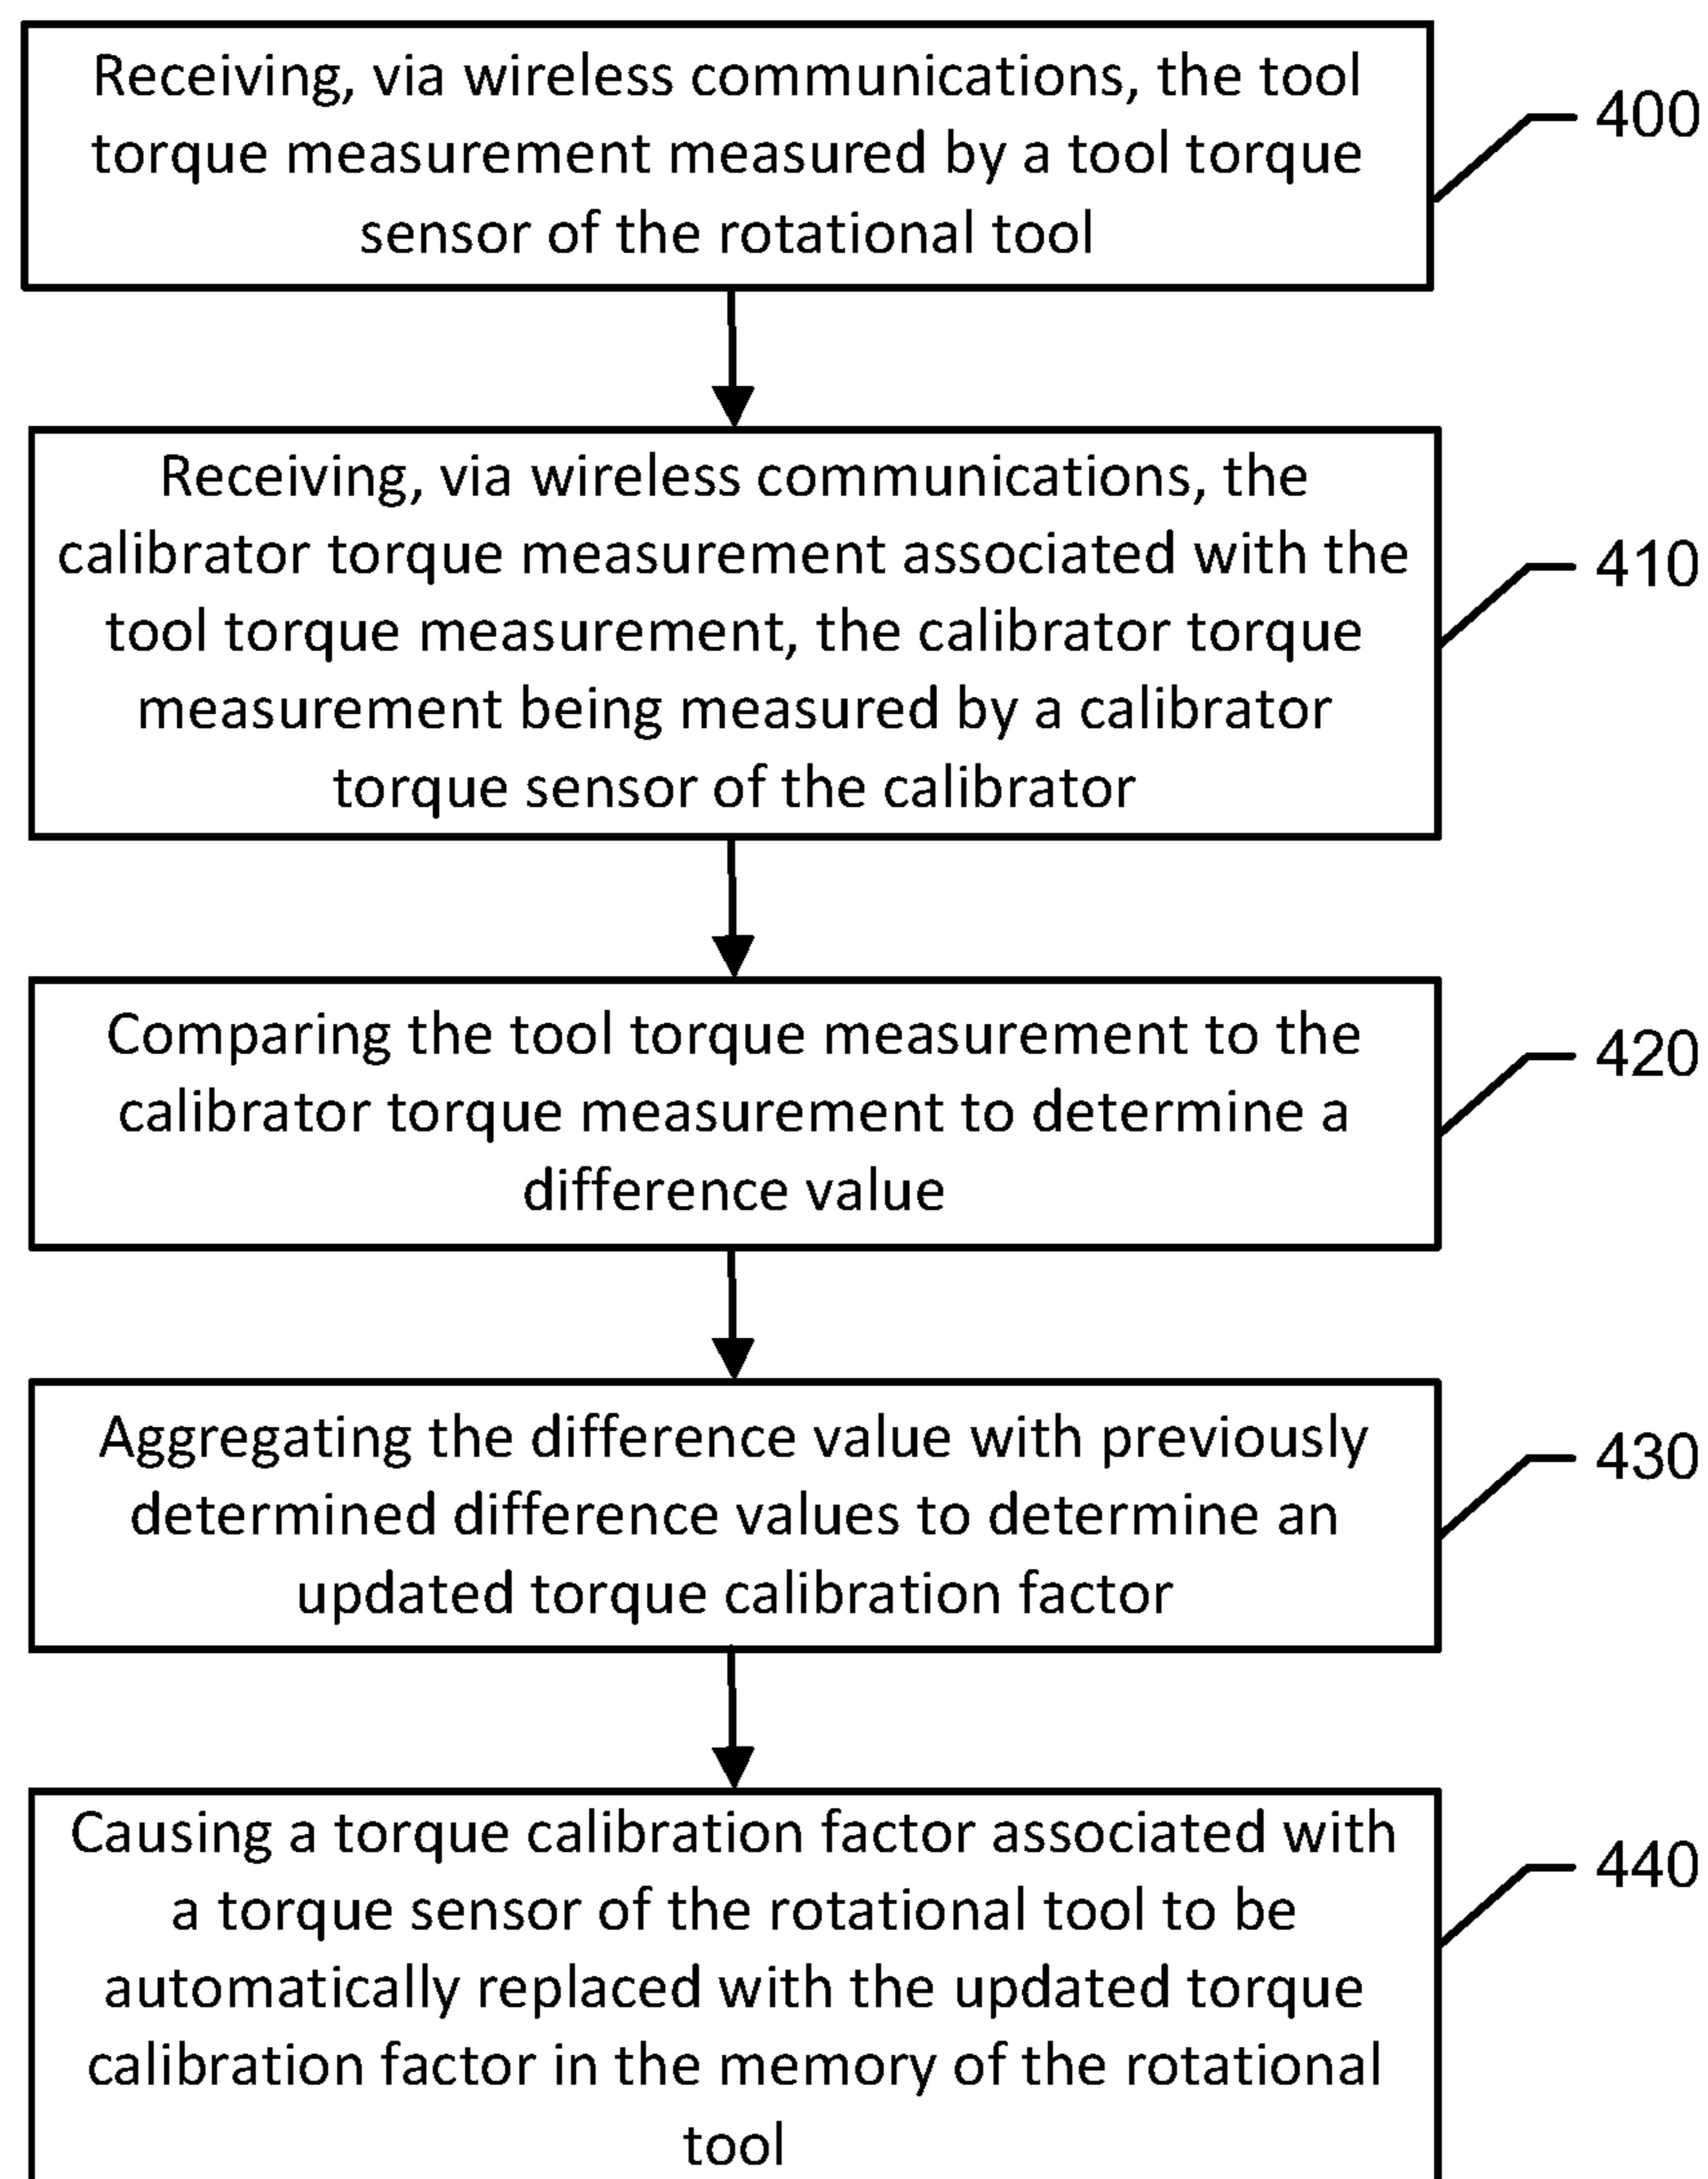 Receiving, via wireless communications, the tool
torque measurement measured by a tool torque
sensor of the rotational tool
400
Receiving, via wireless communications, the
calibrator torque measurement associated with the
tool torque measurement, the calibrator torque
measurement being measured by a calibrator
torque sensor of the calibrator
410
Comparing the tool torque measurement to the
calibrator torque measurement to determine a
difference value
420
Aggregating the difference value with previously
determined difference values to determine an
updated torque calibration factor
430
Causing a torque calibration factor associated with
a torque sensor of the rotational tool to be
automatically replaced with the updated torque
calibration factor in the memory of the rotational
tool
440